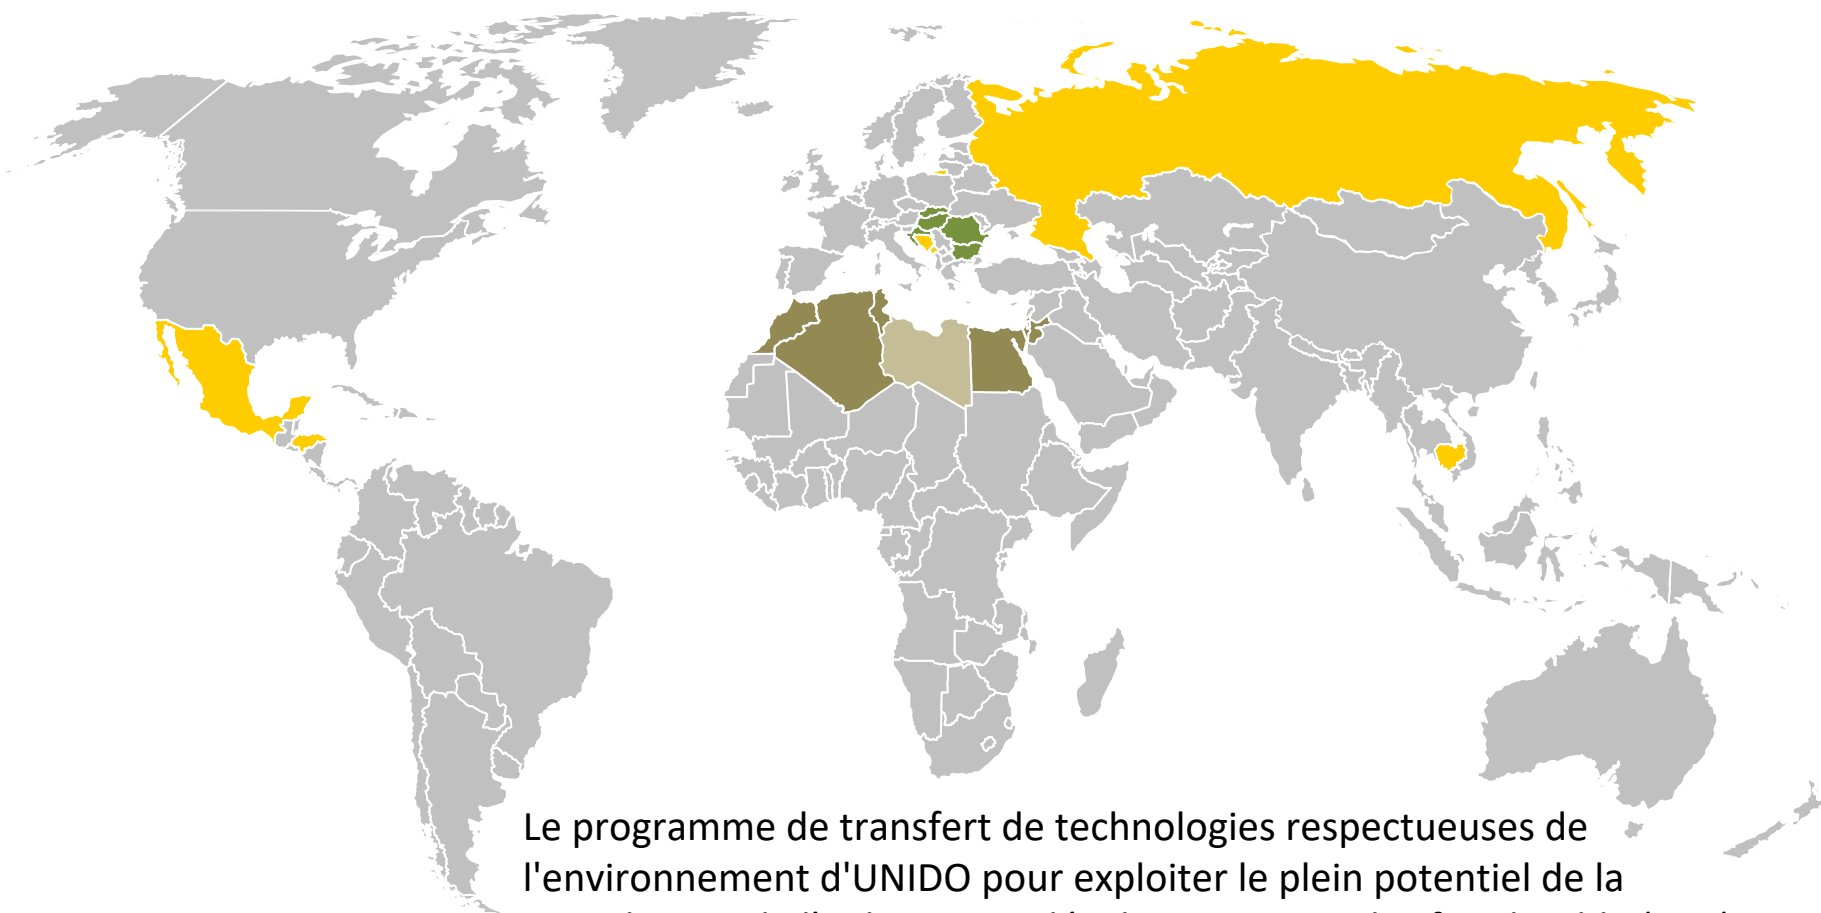 Le programme de transfert de technologies respectueuses de
l'environnement d'UNIDO pour exploiter le plein potentiel de la